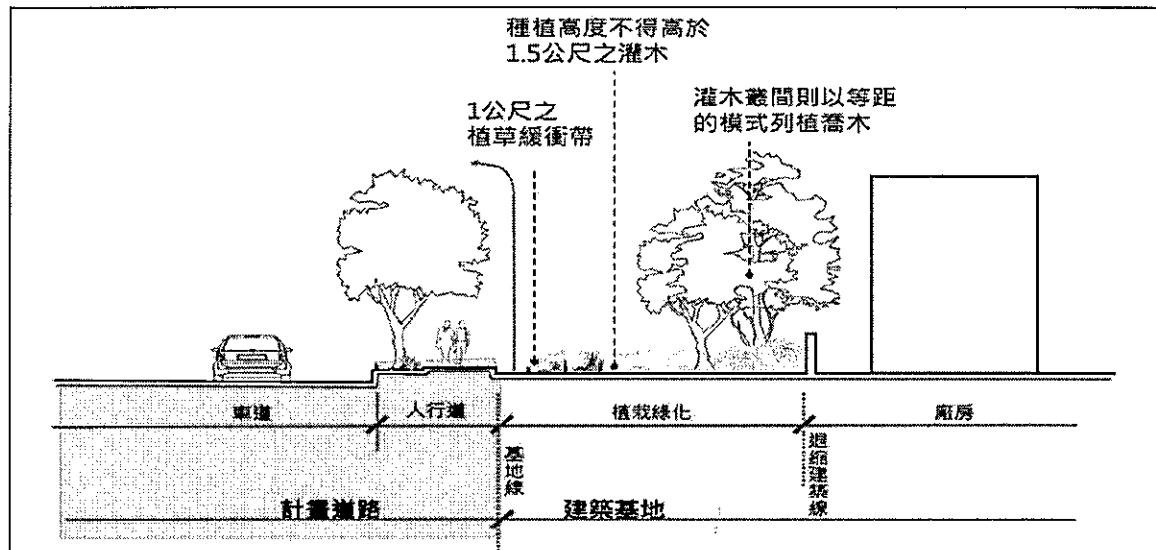 種植高度不得高於
1.5公尺之灌木
1公尺之
植草緩衝帶
灌木叢間則以等距
的模式列植喬木
車道
人行道
植栽綠化
廠房
基地線
退縮建築線
計畫道路
建築基地